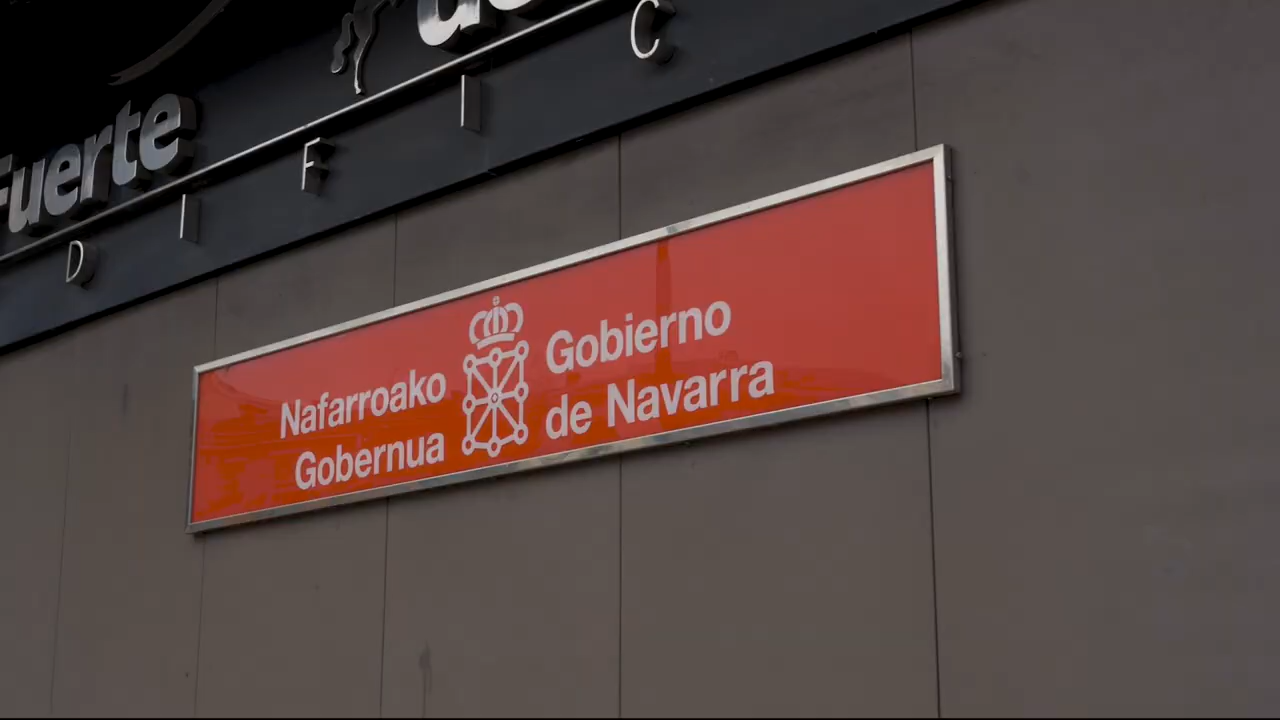 Fuerte
D I F I C
Nafarroako
Gobernua
Gobierno
de Navarra